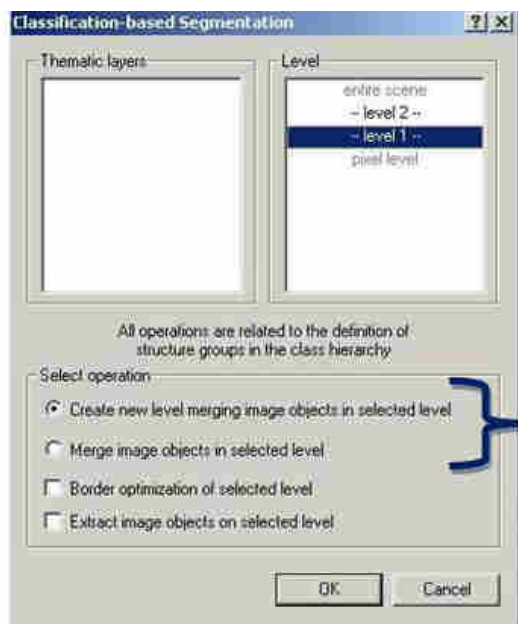 Classification-based Segmentation
Thematic layers
Level
entire scene
-- level 2 --
-- level 1 --
pixel level
All operations are related to the definition of
structure groups in the class hierarchy
Select operation
Create new level merging image objects in selected level
Merge image objects in selected level
Border optimization of selected level
Extract image objects on selected level
OK
Cancel